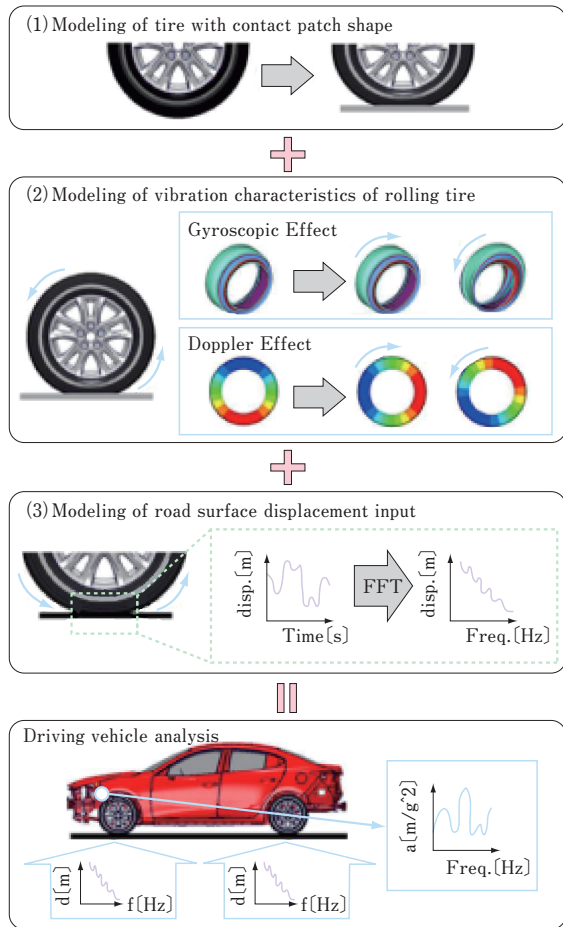 (1) Modeling of tire with contact patch shape
(2) Modeling of vibration characteristics of rolling tire
Gyroscopic Effect
Doppler Effect
(3) Modeling of road surface displacement input
disp.[m]
Time[s]
FFT
disp.[m]
Freq.[Hz]
Driving vehicle analysis
a[m/g^2]
Freq.[Hz]
d[m]
f[Hz]
d[m]
f[Hz]